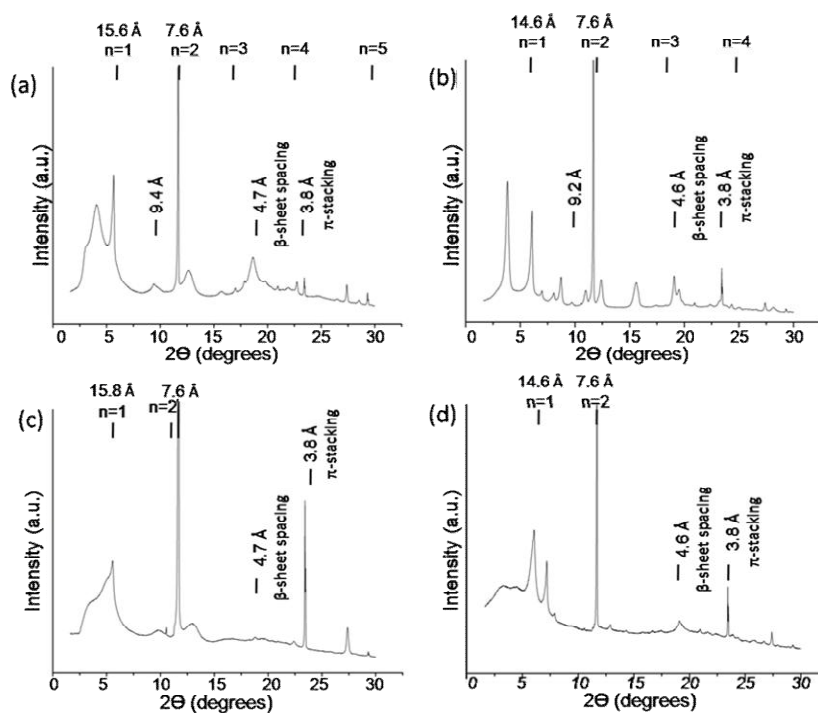 (a)
15.6 Å 7.6 Å
n=1 n=2 n=3 n=4 n=5
9.4 Å
4.7 Å
β-sheet spacing
3.8 Å
π-stacking
Intensity (a.u.)
0 5 10 15 20 25 30
2Θ (degrees)
(b)
14.6 Å 7.6 Å
n=1 n=2 n=3 n=4
9.2 Å
4.6 Å
β-sheet spacing
3.8 Å
π-stacking
Intensity (a.u.)
0 5 10 15 20 25 30
2Θ (degrees)
(c)
15.8 Å 7.6 Å
n=1 n=2
4.7 Å
β-sheet spacing
3.8 Å
π-stacking
Intensity (a.u.)
0 5 10 15 20 25 30
2Θ (degrees)
(d)
14.6 Å 7.6 Å
n=1 n=2
4.6 Å
β-sheet spacing
3.8 Å
π-stacking
Intensity (a.u.)
0 5 10 15 20 25 30
2Θ (degrees)